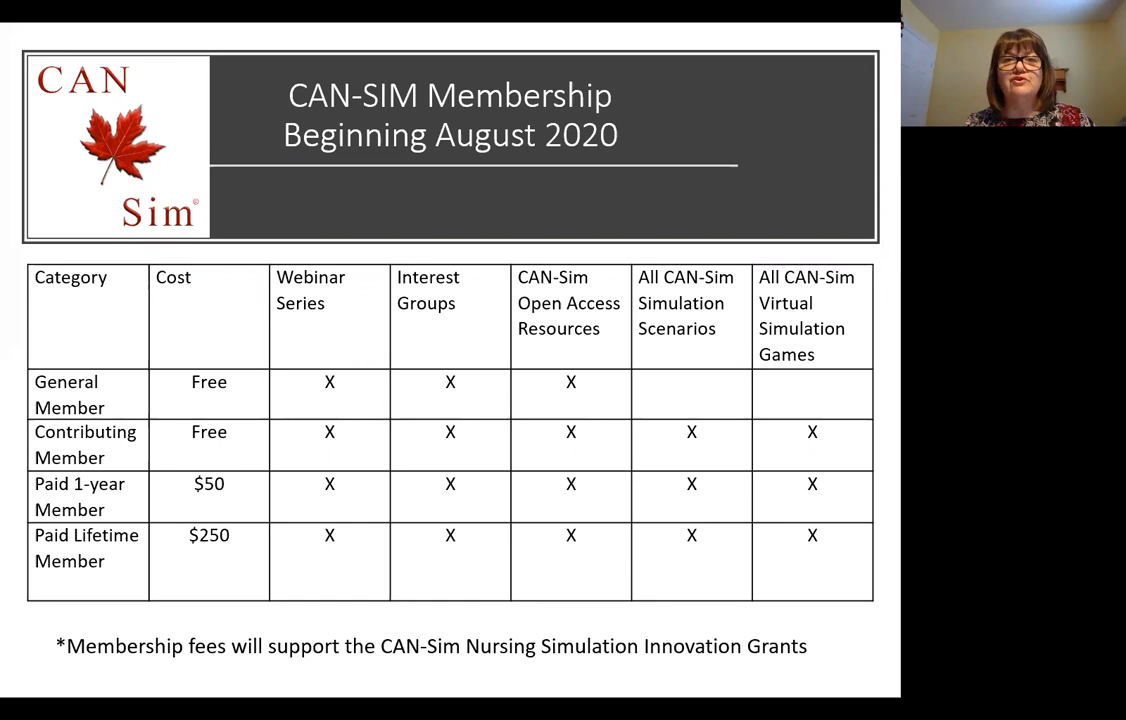 CAN
Sim®
CAN-SIM Membership
Beginning August 2020
Category
Cost
Webinar
Series
Interest
Groups
CAN-Sim
Open Access
Resources
All CAN-Sim
Simulation
Scenarios
All CAN-Sim
Virtual
Simulation
Games
General
Member
Free
X
X
X
Contributing
Member
Free
X
X
X
X
X
Paid 1-year
Member
$50
X
X
X
X
X
Paid Lifetime
Member
$250
X
X
X
X
X
*Membership fees will support the CAN-Sim Nursing Simulation Innovation Grants